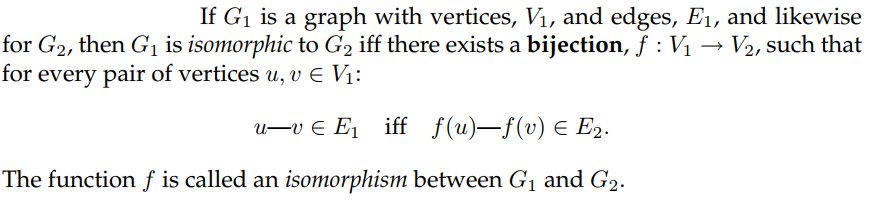 If G₁ is a graph with vertices, V₁, and edges, E₁, and likewise
for G₂, then G₁ is isomorphic to G₂ iff there exists a bijection, f : V₁ → V₂, such that
for every pair of vertices u, v ∈ V₁:
u—v ∈ E₁ iff f(u)—f(v) ∈ E₂.
The function f is called an isomorphism between G₁ and G₂.